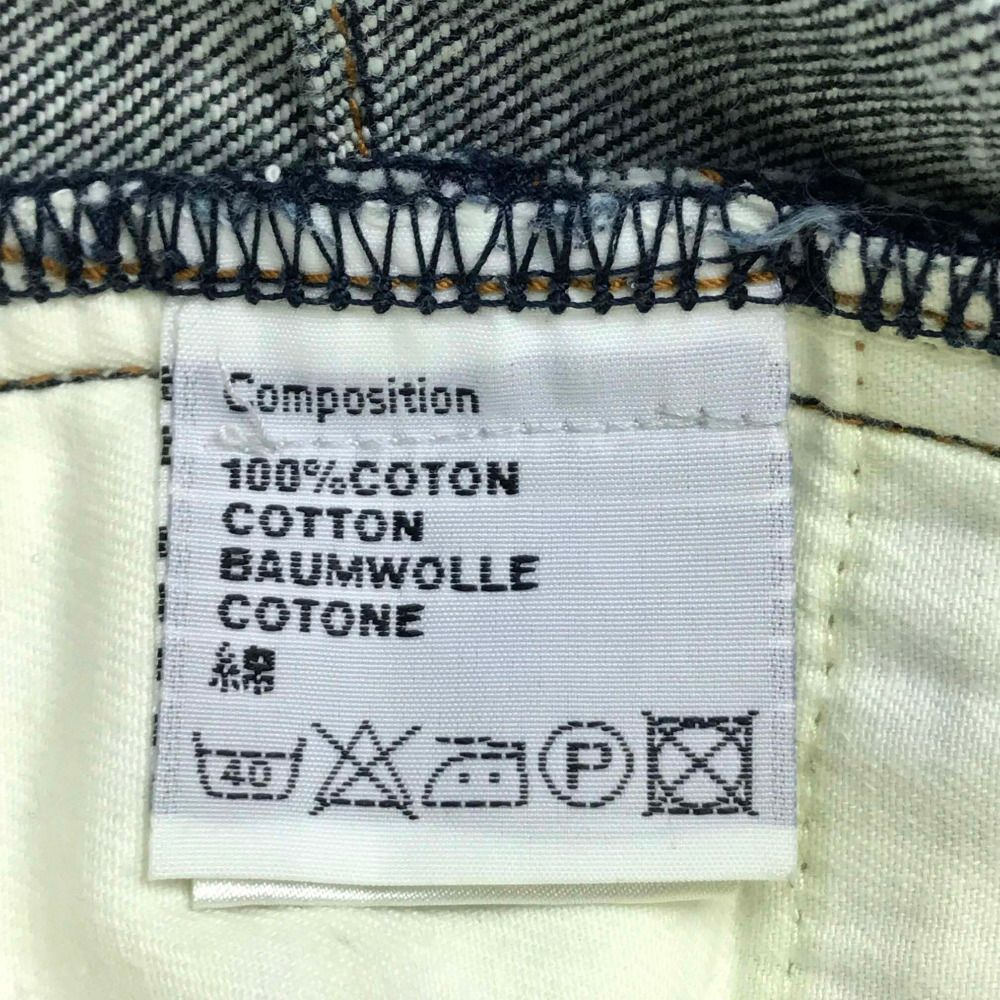 Composition
100%COTON
COTTON
BAUMWOLLE
COTONE
綿
40 P